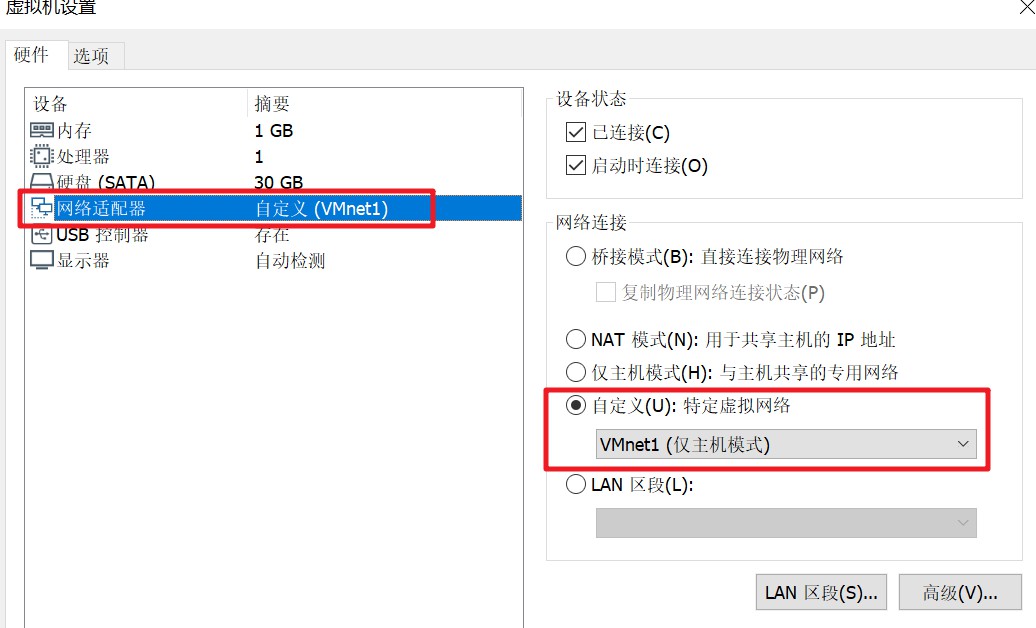 虚拟机设置
硬件 选项
设备 摘要
内存 1 GB
处理器 1
硬盘 (SATA) 30 GB
网络适配器 自定义 (VMnet1)
USB 控制器 存在
显示器 自动检测
设备状态
已连接(C)
启动时连接(O)
网络连接
桥接模式(B): 直接连接物理网络
复制物理网络连接状态(P)
NAT 模式(N): 用于共享主机的 IP 地址
仅主机模式(H): 与主机共享的专用网络
自定义(U): 特定虚拟网络
VMnet1 (仅主机模式)
LAN 区段(L):
LAN 区段(S)... 高级(V)...